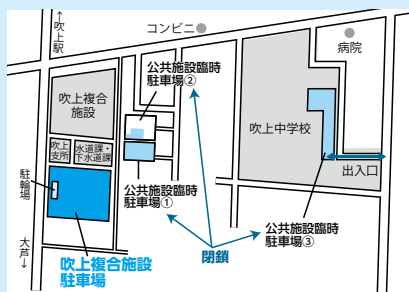 ↑吹上駅
コンビニ
病院
公共施設臨時
駐車場②
吹上複合
施設
吹上中学校
吹上
支所
水道課・
下水道課
駐輪場
出入口
公共施設臨時
駐車場①
公共施設臨時
駐車場③
大芦↓
閉鎖
吹上複合施設
駐車場